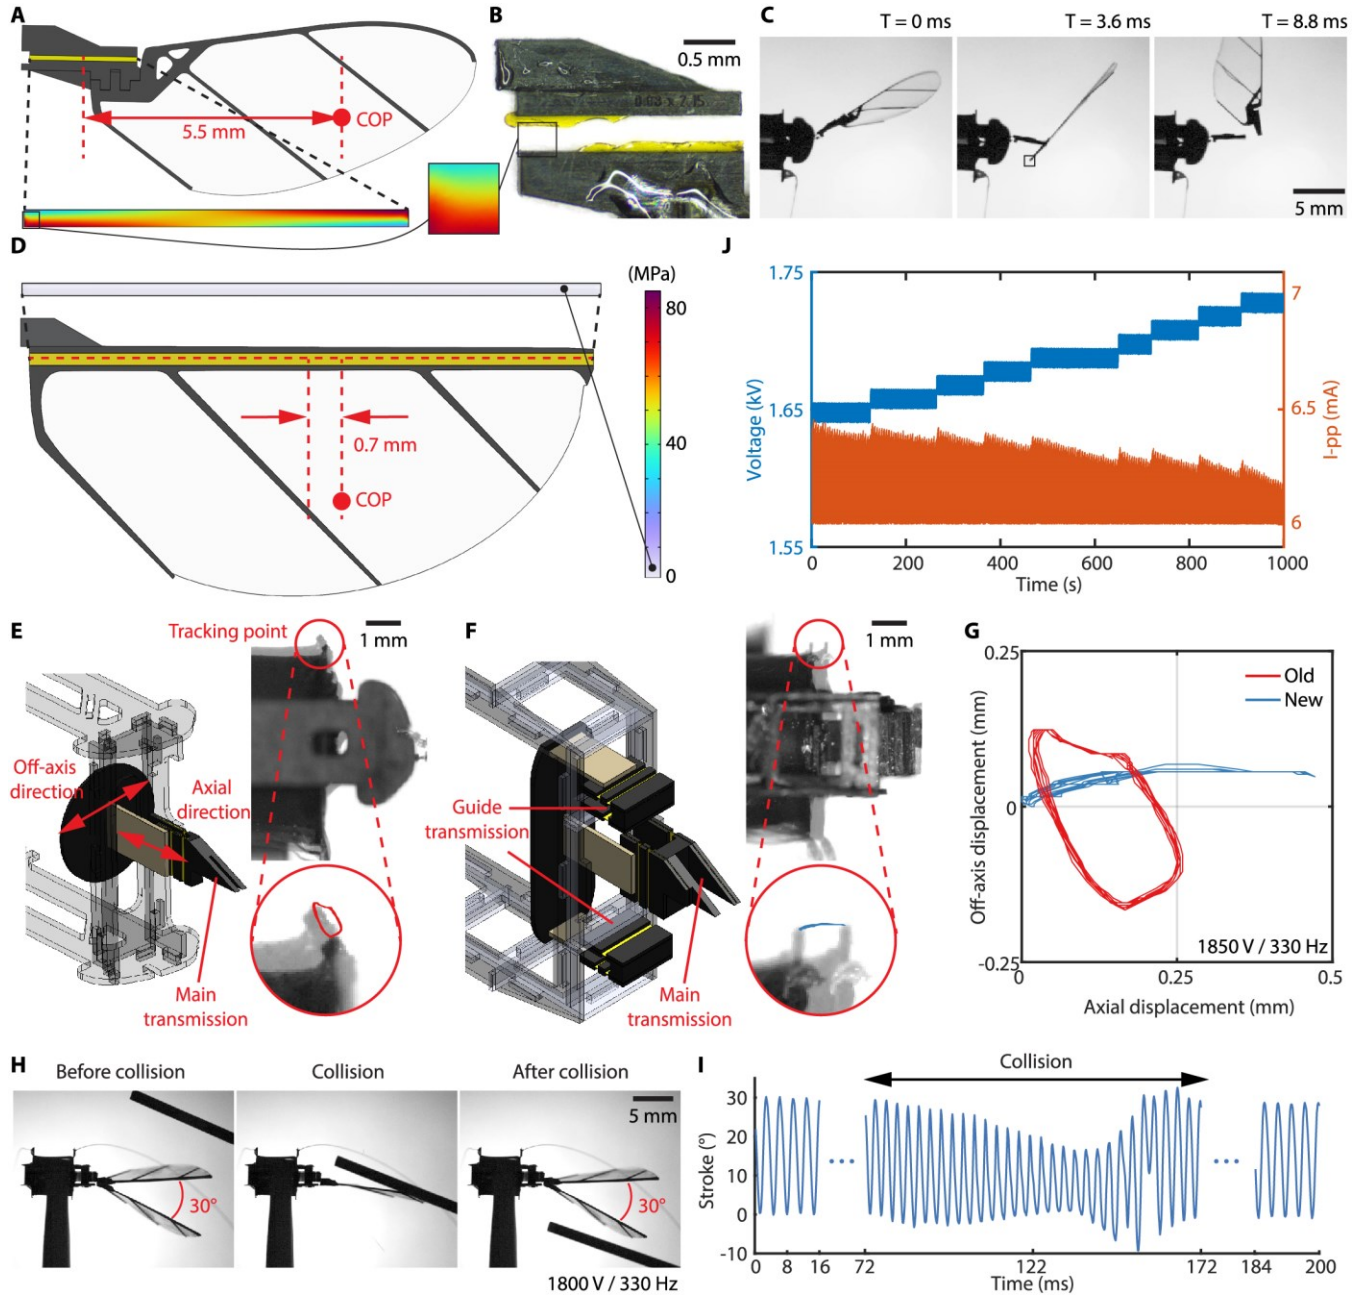 A
5.5 mm
COP
B
0.5 mm
C
T = 0 ms
T = 3.6 ms
T = 8.8 ms
5 mm
D
0.7 mm
COP
(MPa)
80
40
0
J
1.75
1.65
1.55
Voltage (kV)
7
6.5
6
I-pp (mA)
0
200
400
600
800
1000
Time (s)
E
Tracking point
1 mm
Off-axis
direction
Axial
direction
Main
transmission
F
1 mm
Guide
transmission
Main
transmission
G
0.25
0
-0.25
Off-axis displacement (mm)
Old
New
1850 V / 330 Hz
0
0.25
0.5
Axial displacement (mm)
H
Before collision
Collision
After collision
5 mm
30°
30°
1800 V / 330 Hz
I
Collision
30
20
10
0
-10
Stroke (°)
0
8
16
72
122
172
184
200
Time (ms)